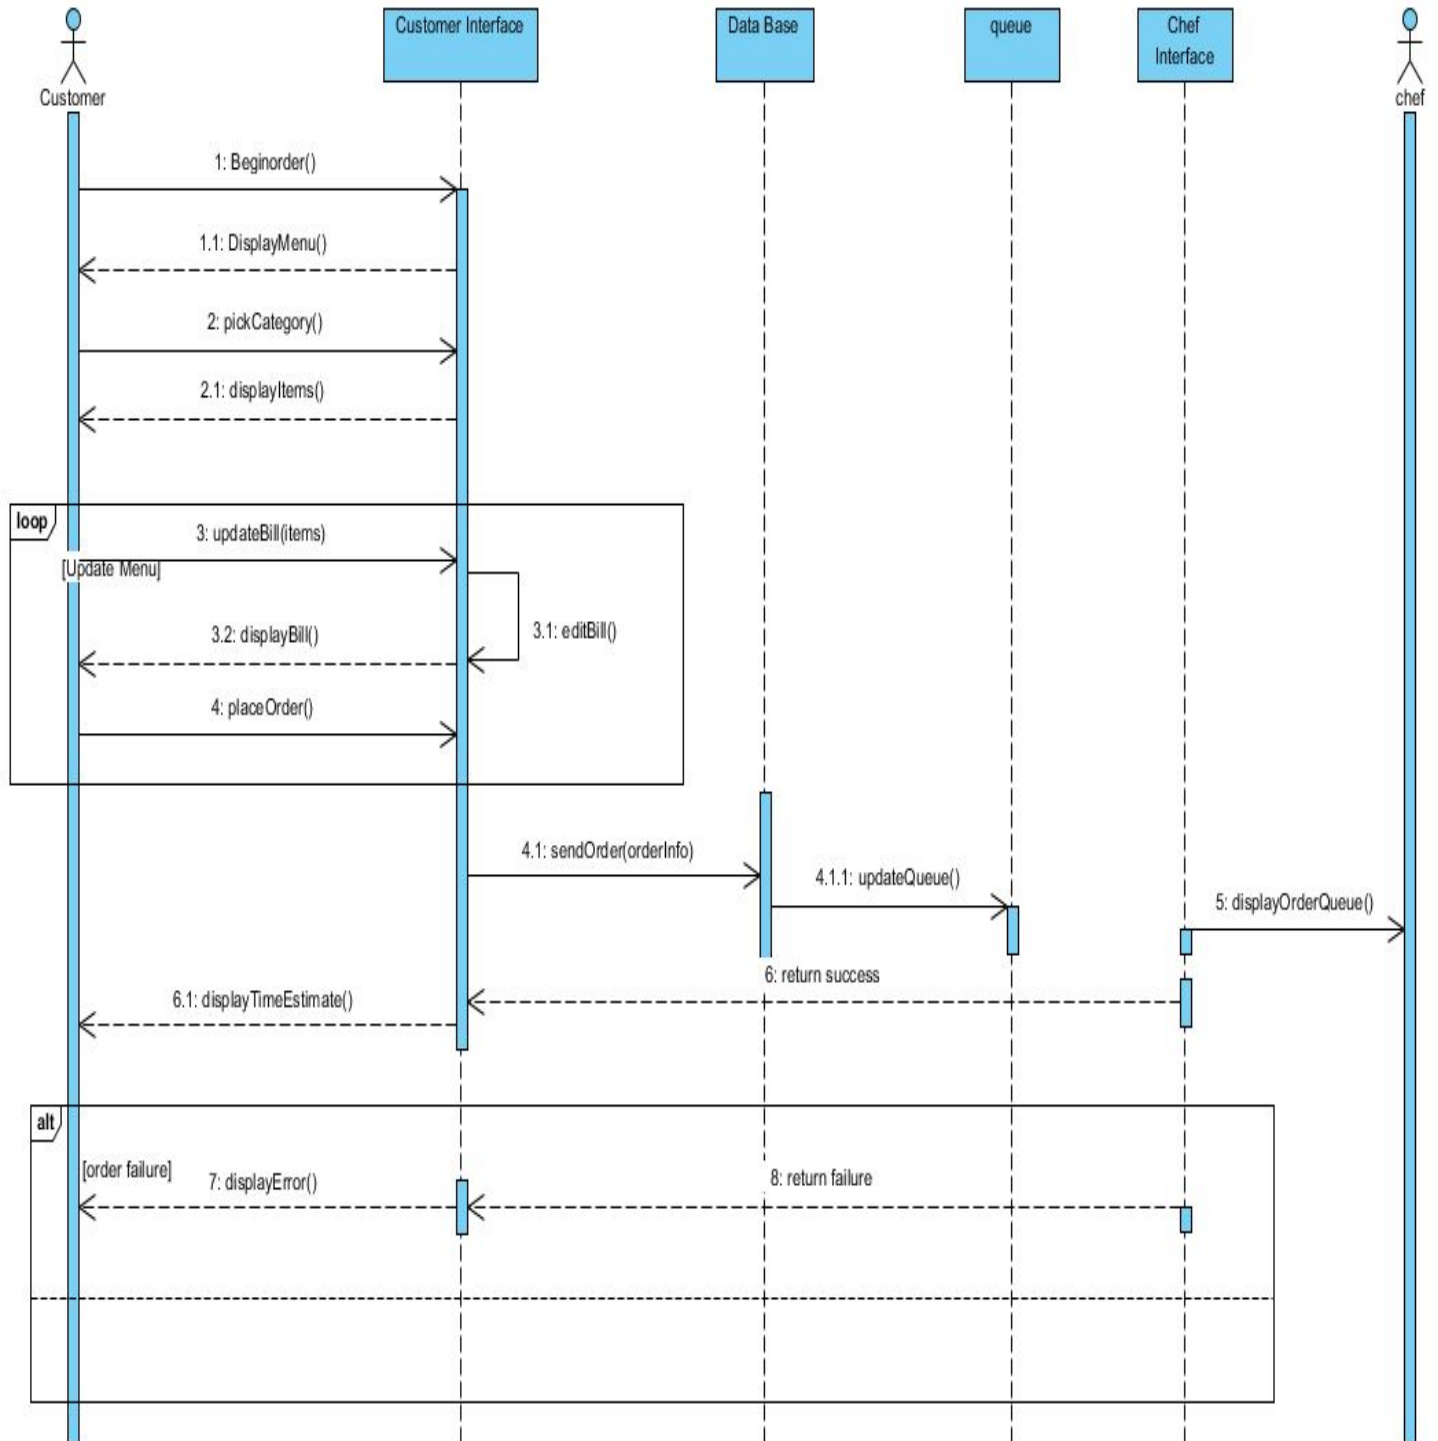 Customer
Customer Interface
Data Base
queue
Chef
Interface
chef
1: Beginorder()
1.1: DisplayMenu()
2: pickCategory()
2.1: displayItems()
loop
3: updateBill(items)
[Update Menu]
3.1: editBill()
3.2: displayBill()
4: placeOrder()
4.1: sendOrder(orderInfo)
4.1.1: updateQueue()
5: displayOrderQueue()
6: return success
6.1: displayTimeEstimate()
alt
[order failure]
7: displayError()
8: return failure